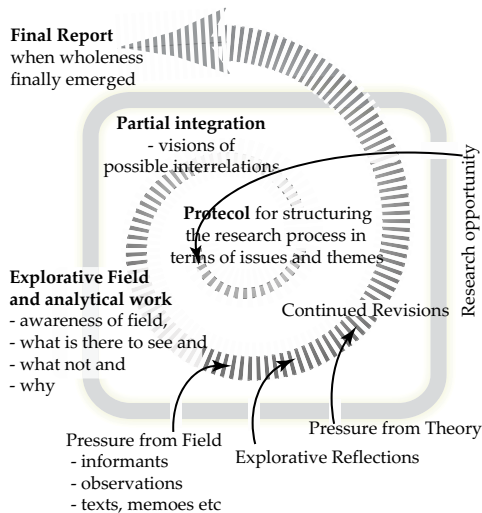 Final Report
when wholeness
finally emerged
Partial integration
- visions of
possible interrelations
Protecol for structuring
the research process in
terms of issues and themes
Research opportunity
Explorative Field
and analytical work
- awareness of field,
- what is there to see and
- what not and
- why
Continued Revisions
Pressure from Field
- informants
- observations
- texts, memoes etc
Explorative Reflections
Pressure from Theory